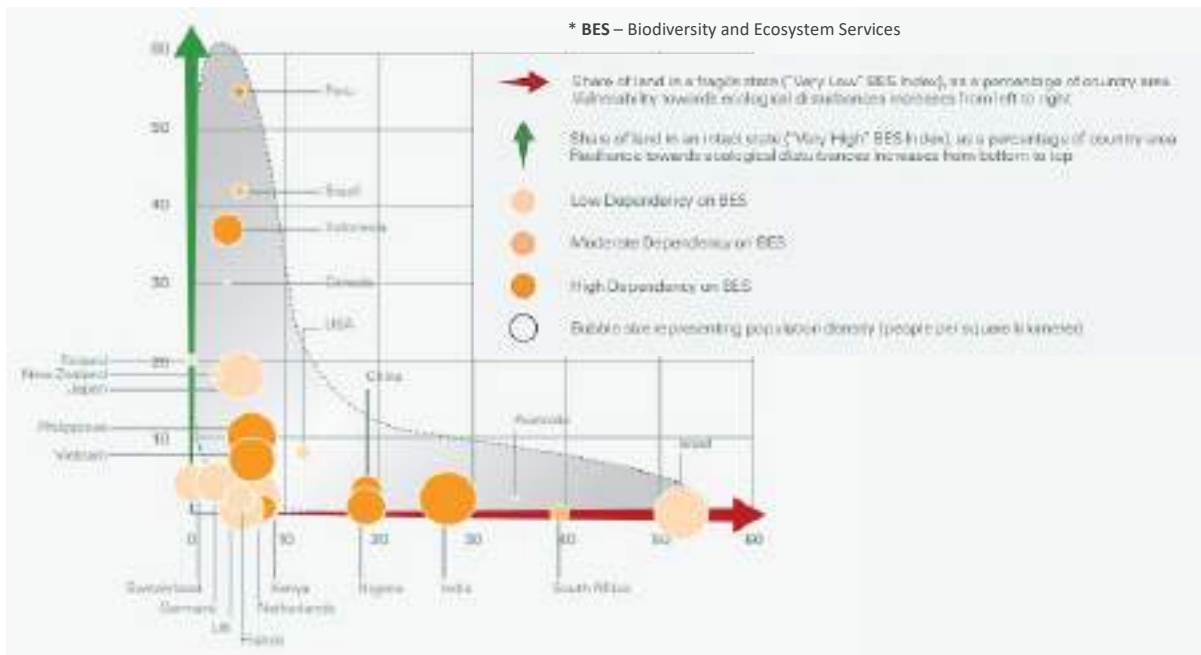 * BES – Biodiversity and Ecosystem Services
Share of land in a fragile state ("Very Low" BES Index), as a percentage of country area
Vulnerability towards ecological disturbances increases from left to right
Share of land in an intact state ("Very High" BES Index), as a percentage of country area
Resilience towards ecological disturbances increases from bottom to top
Low Dependency on BES
Moderate Dependency on BES
High Dependency on BES
Bubble size representing population density (people per square kilometer)
60
Peru
50
Brazil
40
Indonesia
30
Canada
USA
20
Finland
New Zealand
Japan
China
Philippines
10
Australia
Vietnam
Israel
0
10
20
30
40
50
60
Switzerland
Kenya
Nigeria
India
South Africa
Germany
Netherlands
UK
France